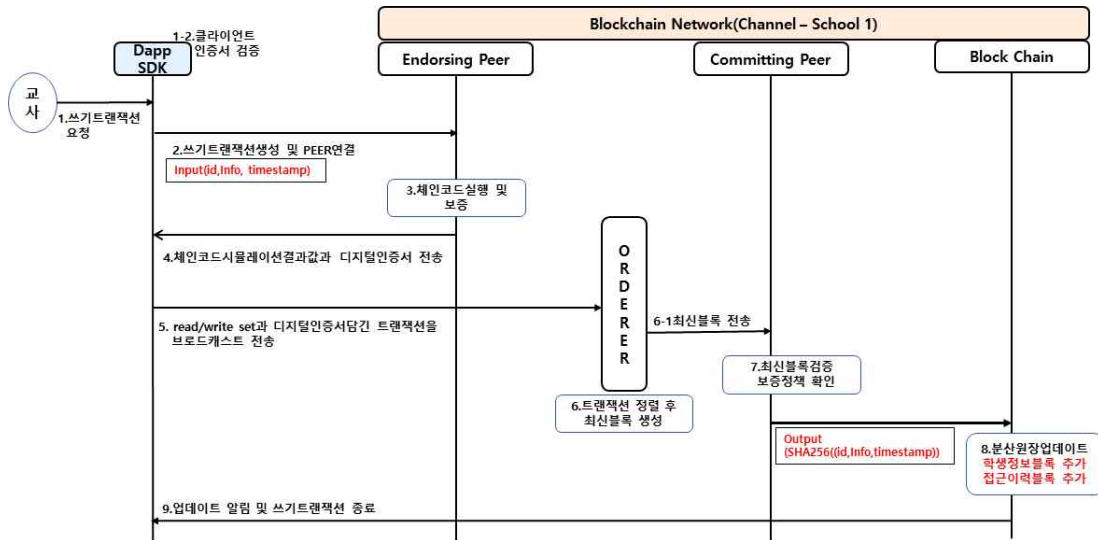 Blockchain Network(Channel – School 1)
1-2.클라이언트
인증서 검증
Dapp
SDK
Endorsing Peer
Committing Peer
Block Chain
교
사
1.쓰기트랜잭션
요청
2.쓰기트랜잭션생성 및 PEER연결
Input(id,Info, timestamp)
3.체인코드실행 및
보증
4.체인코드시뮬레이션결과값과 디지털인증서 전송
O
R
D
E
R
E
R
5. read/write set과 디지털인증서담긴 트랜잭션을
브로드캐스트 전송
6-1최신블록 전송
7.최신블록검증
보증정책 확인
6.트랜잭션 정렬 후
최신블록 생성
Output
(SHA256((id,Info,timestamp))
8.분산원장업데이트
학생정보블록 추가
접근이력블록 추가
9.업데이트 알림 및 쓰기트랜잭션 종료